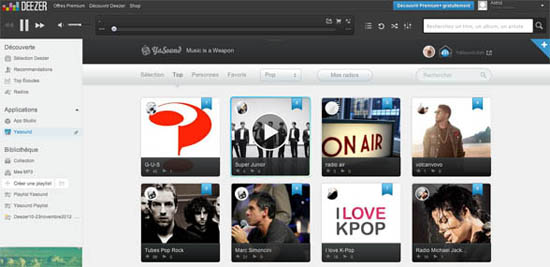 DEEZER
Offres Premium Découvrir Deezer Shop
Découvrir Premium+ gratuitement
Recherchez un titre, un album, un artiste
YaSound Music is a Weapon
Découverte
Sélection Deezer
Recommandations
Top Écoutes
Radios
Applications
App Studio
Yasound
Bibliothèque
Collection
Mes MP3
Créer une playlist
Playlist Yasound
Yasound Playlist
Deezer10-23novembre2012
Sélection Top Personnes Favoris Pop Mes radios Rechercher
G-U-S
Super Junior
ON AIR
radio air
volcanvovo
Tubes Pop Rock
Marc Simoncini
I LOVE
KPOP
I love K-Pop
Radio Michael Jack...